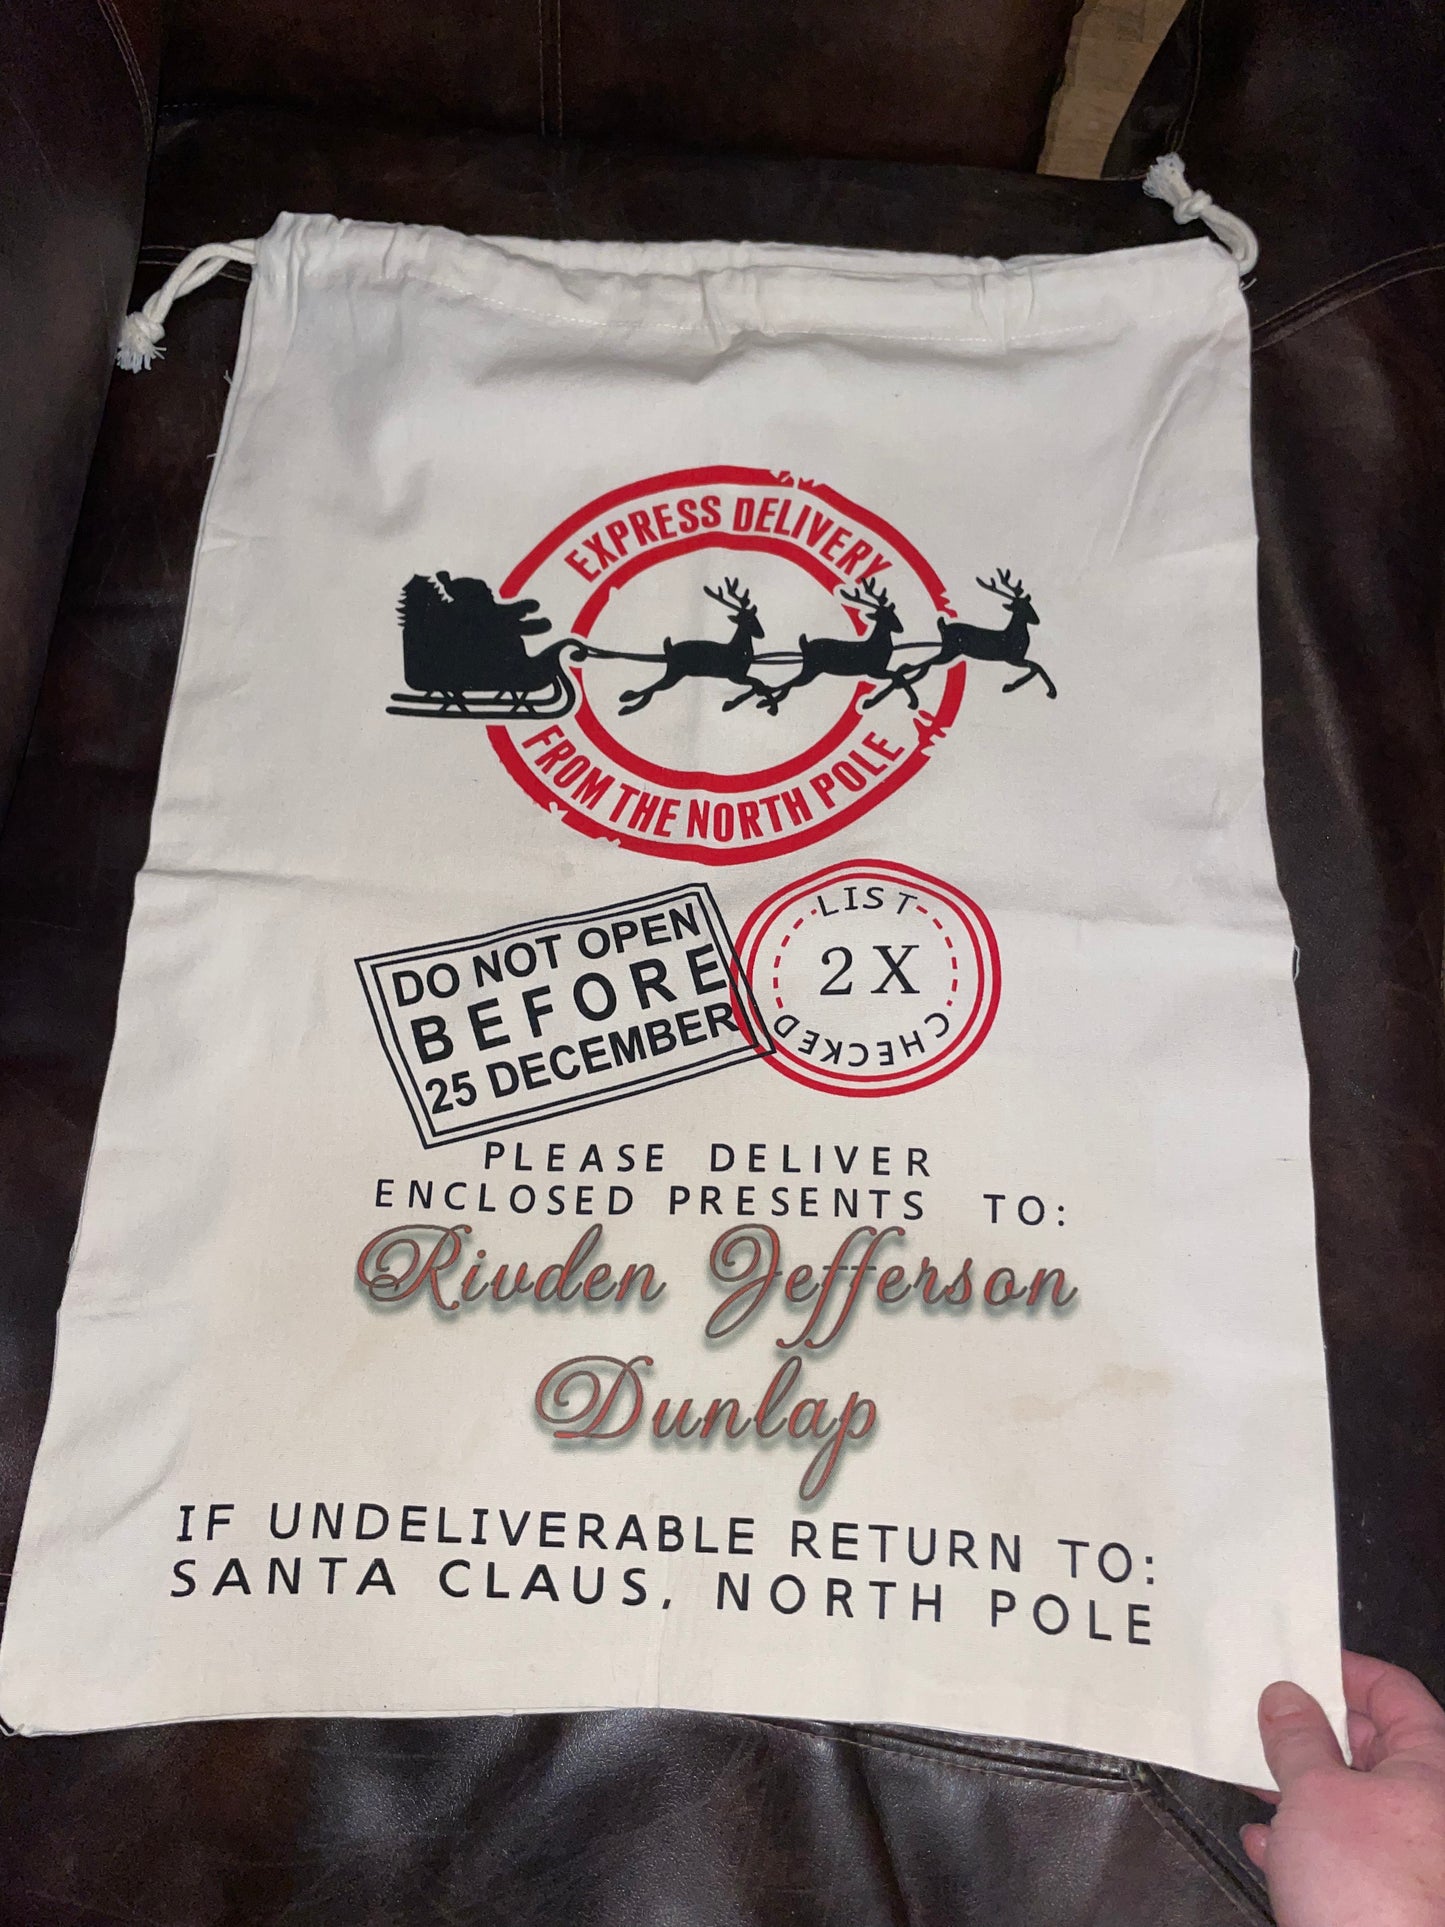 EXPRESS DELIVERY
FROM THE NORTH POLE
DO NOT OPEN
BEFORE
25 DECEMBER
LIST
2X
CHECKED
PLEASE DELIVER
ENCLOSED PRESENTS TO:
Rivden Jefferson
Dunlap
IF UNDELIVERABLE RETURN TO:
SANTA CLAUS, NORTH POLE